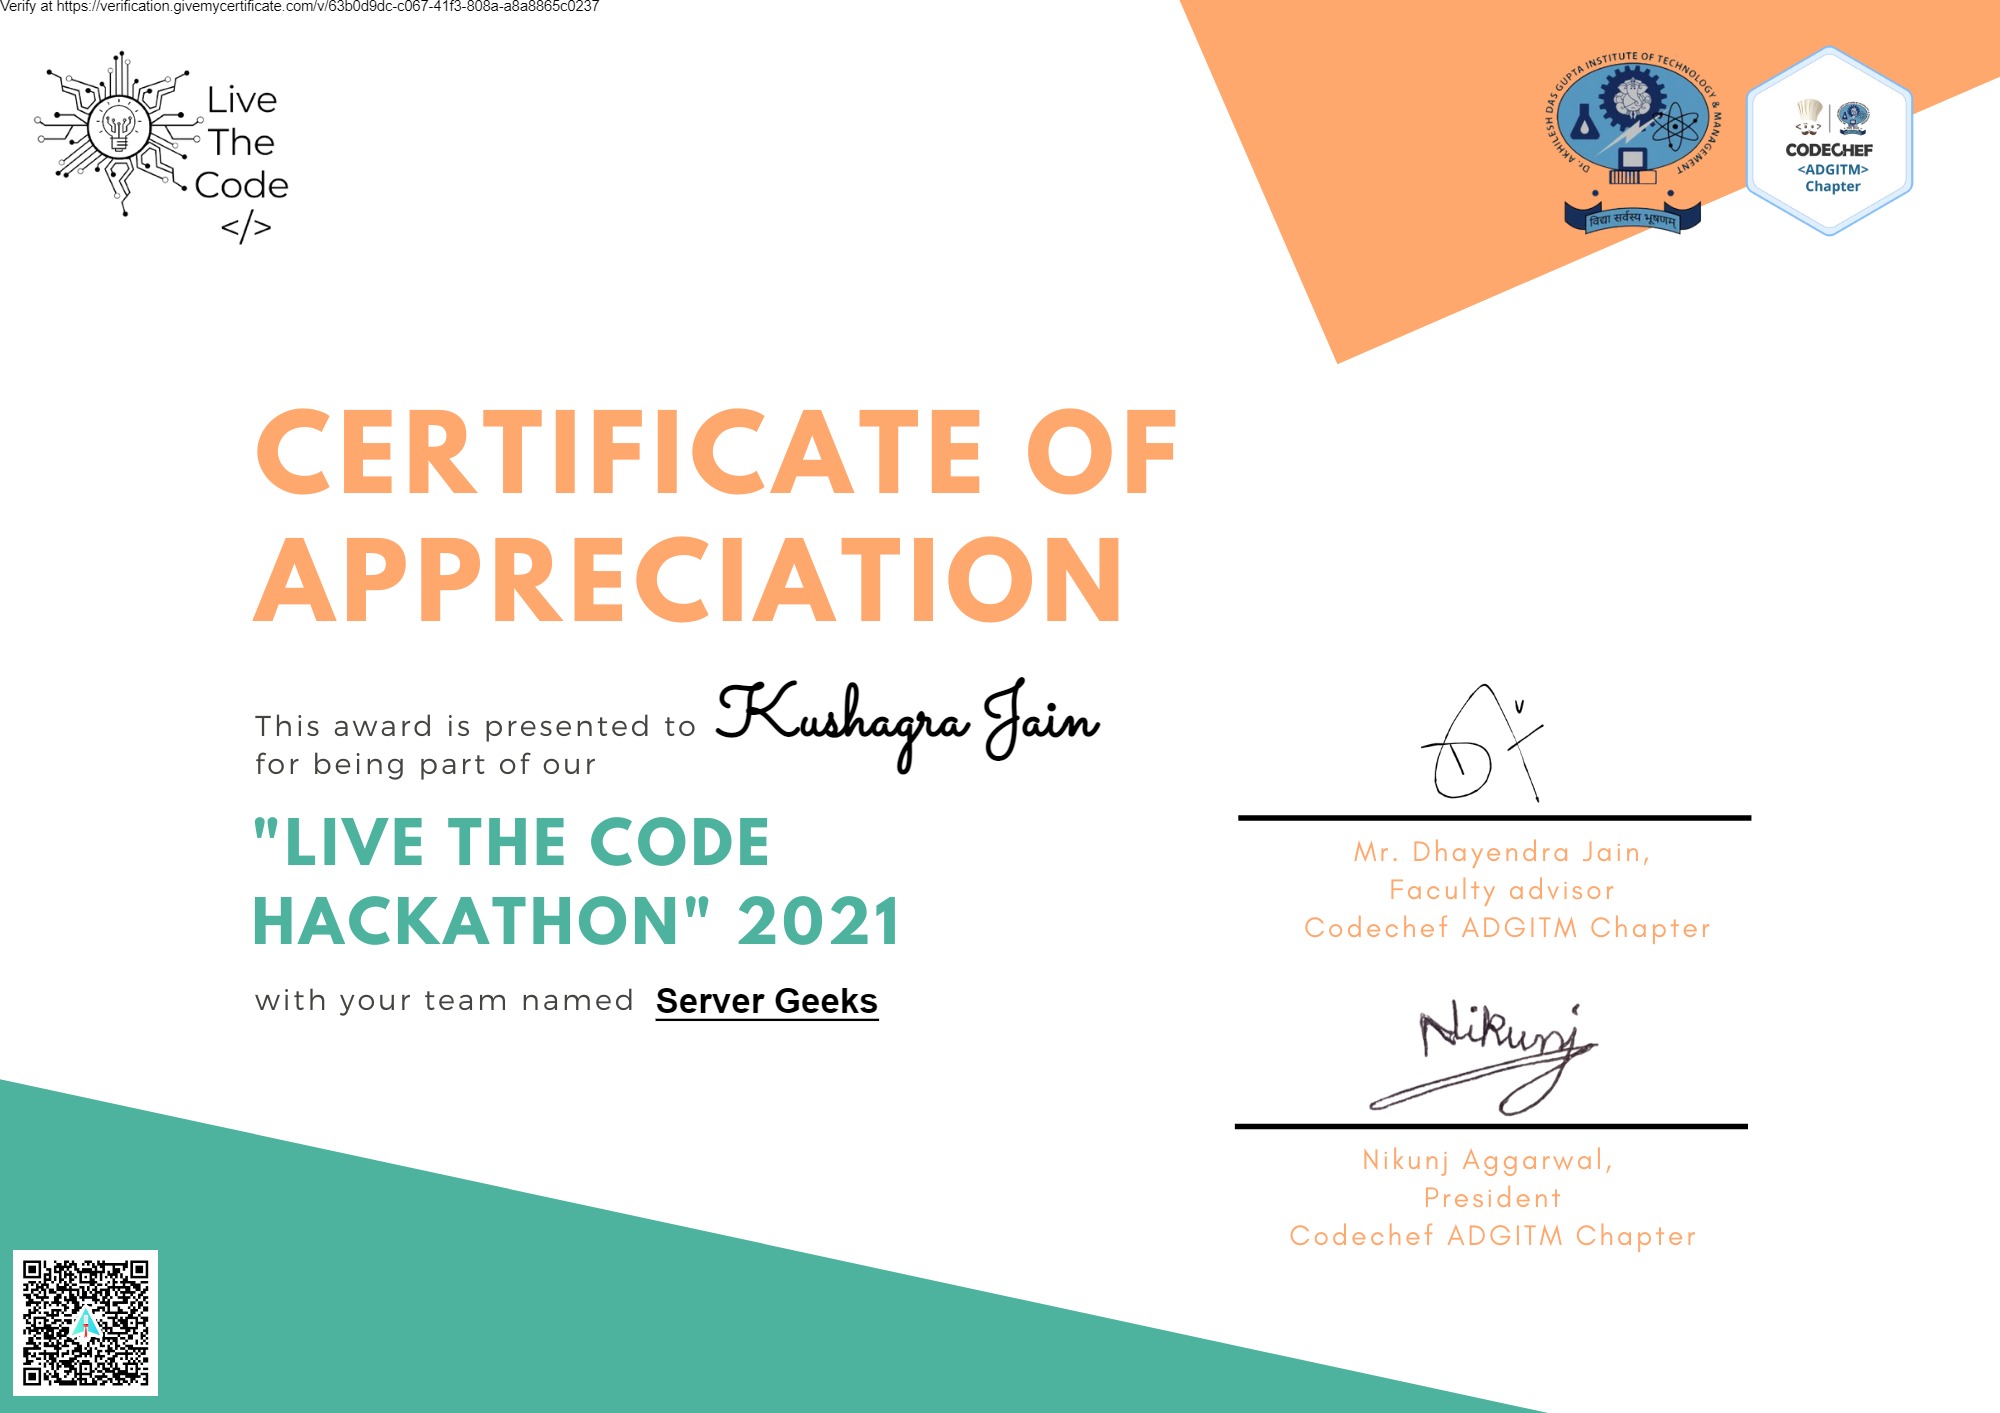 Verify at https://verification.givemycertificate.com/v/63b0d9dc-c067-41f3-808a-a8a8865c0237
Live
The
Code
</>
Dr. AKHILESH DAS GUPTA INSTITUTE OF TECHNOLOGY & MANAGEMENT
विद्या सर्वस्य भूषणम्
CODECHEF
<ADGITM>
Chapter
CERTIFICATE OF
APPRECIATION
This award is presented to Kushagra Jain
for being part of our
"LIVE THE CODE
HACKATHON" 2021
with your team named Server Geeks
Mr. Dhayendra Jain,
Faculty advisor
Codechef ADGITM Chapter
Nikunj
Nikunj Aggarwal,
President
Codechef ADGITM Chapter